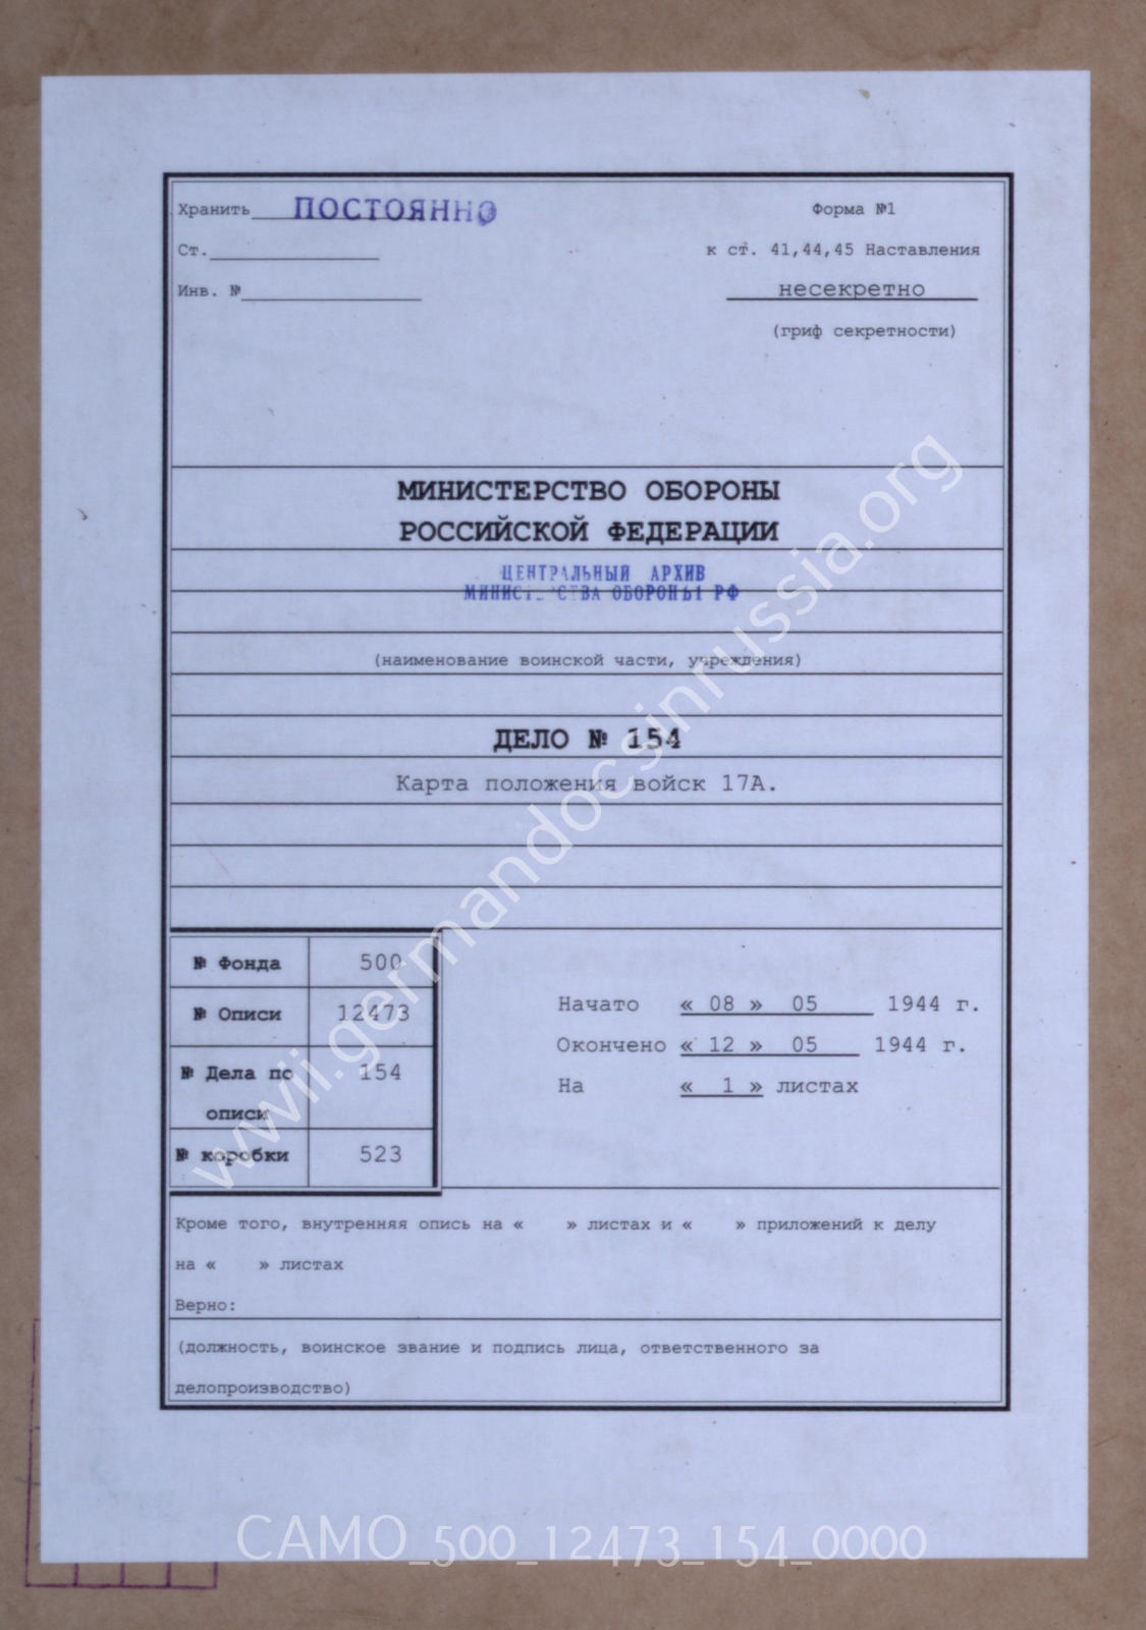 Хранить ПОСТОЯННО
Форма №1
Ст.
к ст. 41,44,45 Наставления
Инв. №
несекретно
(гриф секретности)
МИНИСТЕРСТВО ОБОРОНЫ
РОССИЙСКОЙ ФЕДЕРАЦИИ
ЦЕНТРАЛЬНЫЙ АРХИВ
МИНИСТЕРСТВА ОБОРОНЫ РФ
(наименование воинской части, учреждения)
ДЕЛО № 154
Карта положения войск 17А.
№ Фонда 500
№ Описи 12473
№ Дела по 154
описи
№ коробки 523
Начато « 08 » 05 1944 г.
Окончено « 12 » 05 1944 г.
На « 1 » листах
Кроме того, внутренняя опись на « » листах и « » приложений к делу
на « » листах
Верно:
(должность, воинское звание и подпись лица, ответственного за
делопроизводство)
www.germandocsinrussia.org
CAMO_500_12473_154_0000